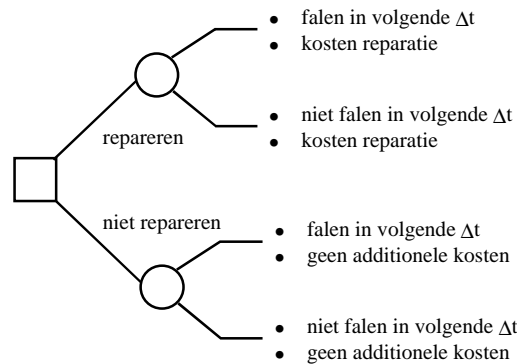 • falen in volgende Δt
• kosten reparatie
• niet falen in volgende Δt
• kosten reparatie
repareren
niet repareren
• falen in volgende Δt
• geen additionele kosten
• niet falen in volgende Δt
• geen additionele kosten